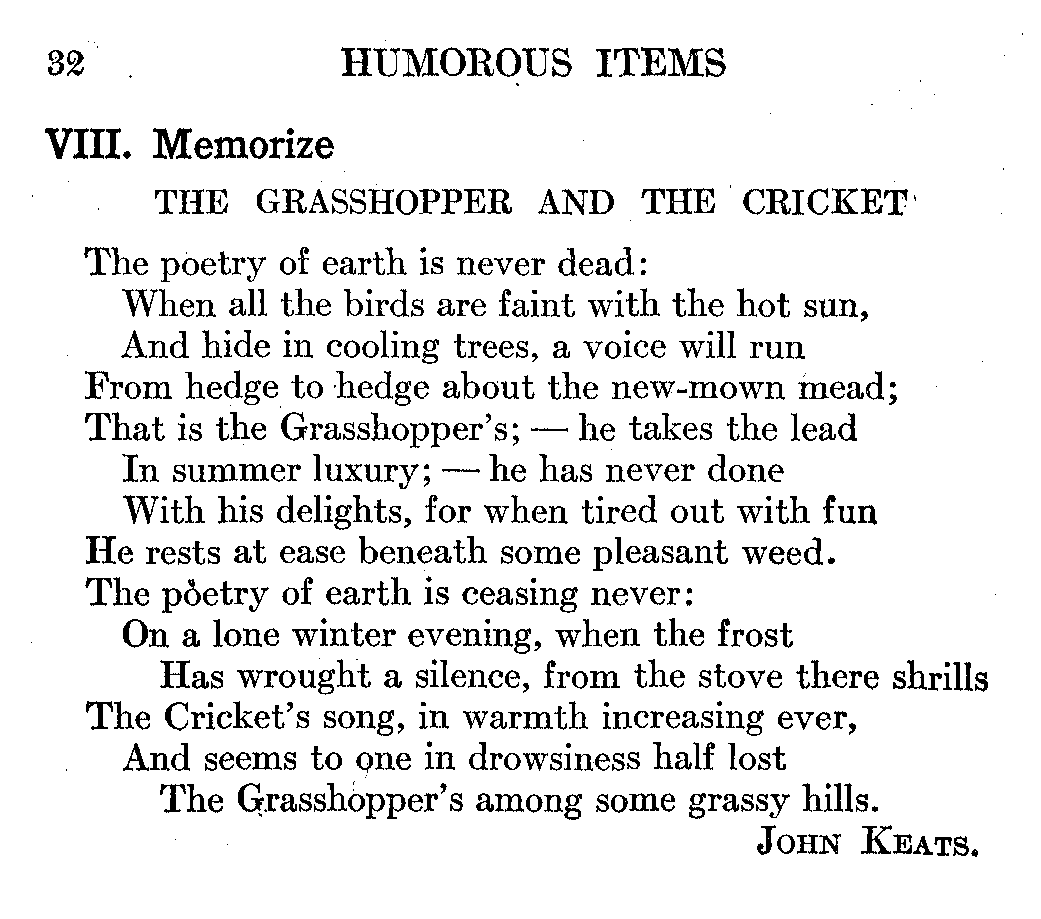 32 HUMOROUS ITEMS
VIII. Memorize
THE GRASSHOPPER AND THE CRICKET
The poetry of earth is never dead:
When all the birds are faint with the hot sun,
And hide in cooling trees, a voice will run
From hedge to hedge about the new-mown mead;
That is the Grasshopper's; — he takes the lead
In summer luxury; — he has never done
With his delights, for when tired out with fun
He rests at ease beneath some pleasant weed.
The poetry of earth is ceasing never:
On a lone winter evening, when the frost
Has wrought a silence, from the stove there shrills
The Cricket's song, in warmth increasing ever,
And seems to one in drowsiness half lost
The Grasshopper's among some grassy hills.
JOHN KEATS.